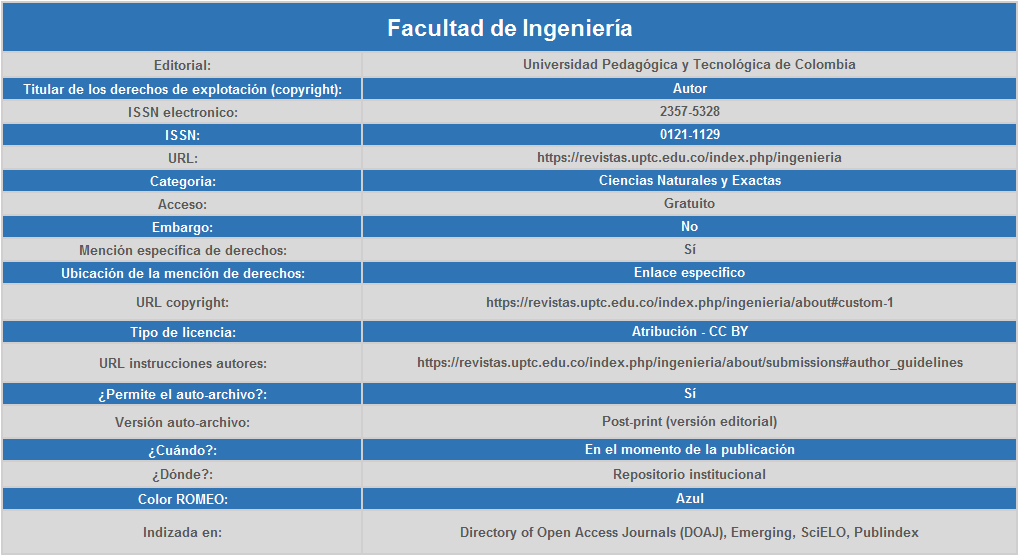 Facultad de Ingeniería
Editorial: Universidad Pedagógica y Tecnológica de Colombia
Titular de los derechos de explotación (copyright): Autor
ISSN electronico: 2357-5328
ISSN: 0121-1129
URL: https://revistas.uptc.edu.co/index.php/ingenieria
Categoria: Ciencias Naturales y Exactas
Acceso: Gratuito
Embargo: No
Mención específica de derechos: Sí
Ubicación de la mención de derechos: Enlace especifico
URL copyright: https://revistas.uptc.edu.co/index.php/ingenieria/about#custom-1
Tipo de licencia: Atribución - CC BY
URL instrucciones autores: https://revistas.uptc.edu.co/index.php/ingenieria/about/submissions#author_guidelines
¿Permite el auto-archivo?: Sí
Versión auto-archivo: Post-print (versión editorial)
¿Cuándo?: En el momento de la publicación
¿Dónde?: Repositorio institucional
Color ROMEO: Azul
Indizada en: Directory of Open Access Journals (DOAJ), Emerging, SciELO, Publindex